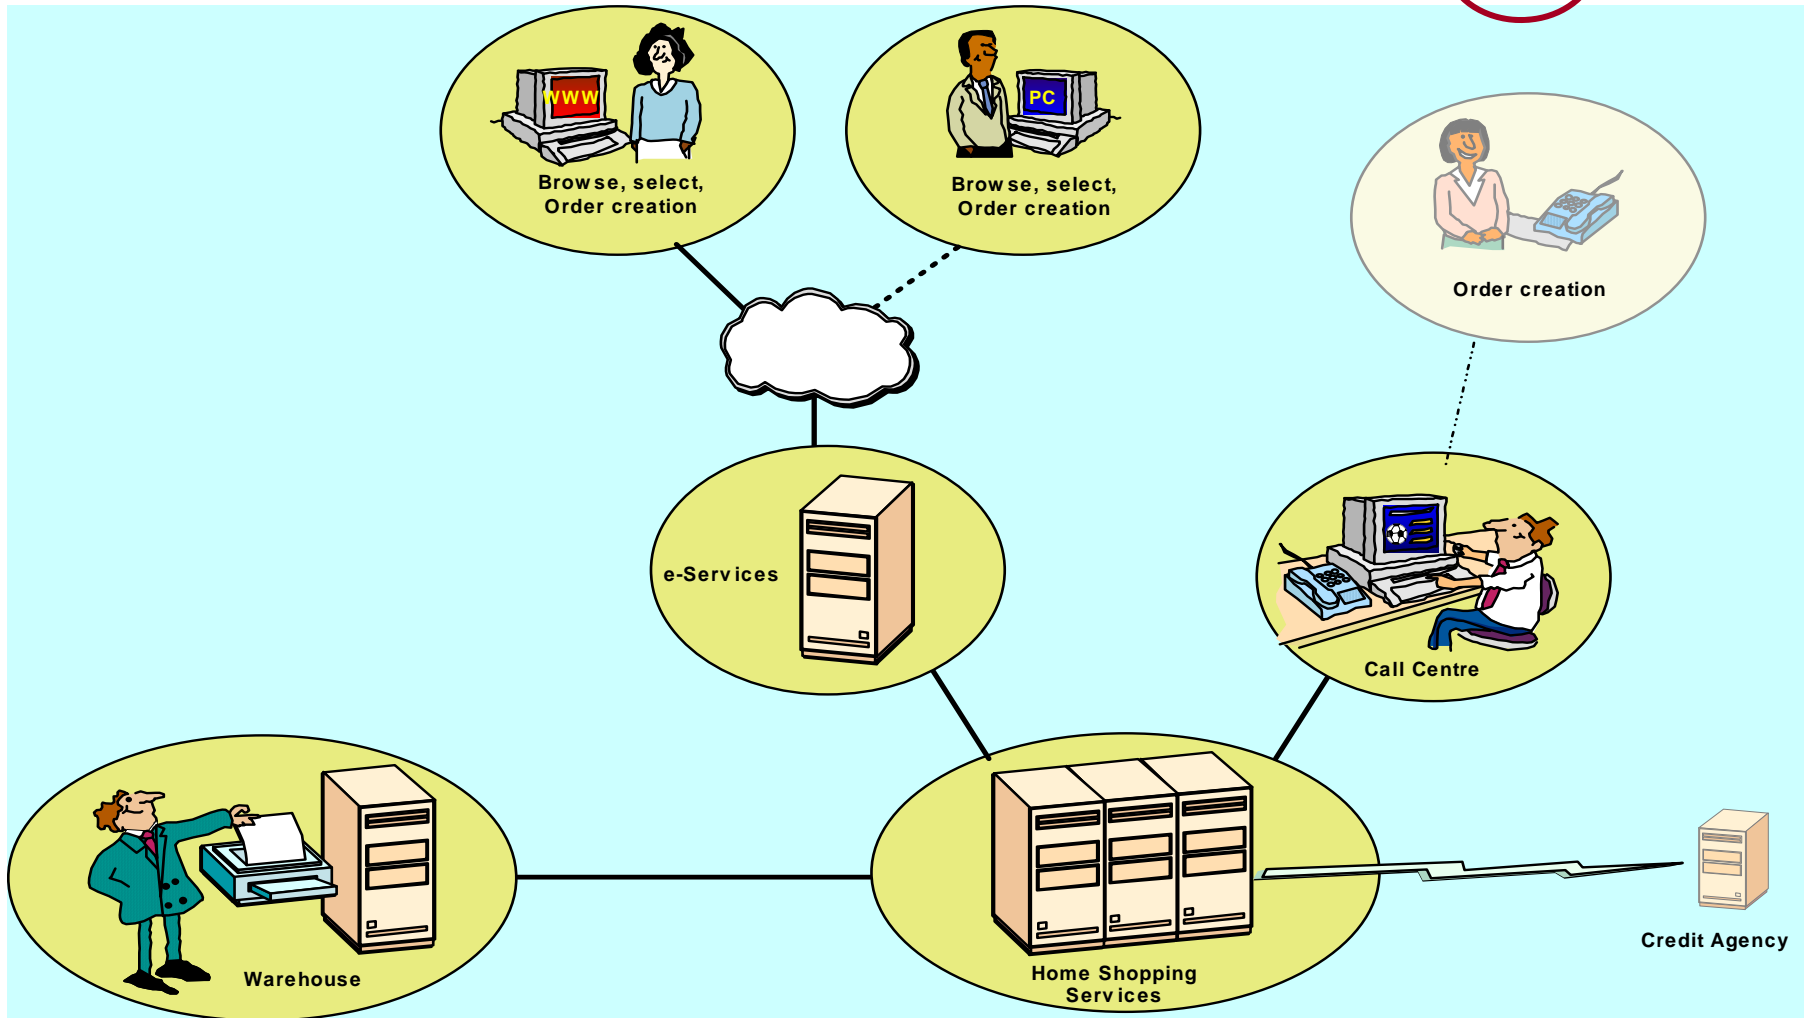 WWW
Browse, select,
Order creation
PC
Browse, select,
Order creation
Order creation
e-Services
Call Centre
Warehouse
Home Shopping
Services
Credit Agency